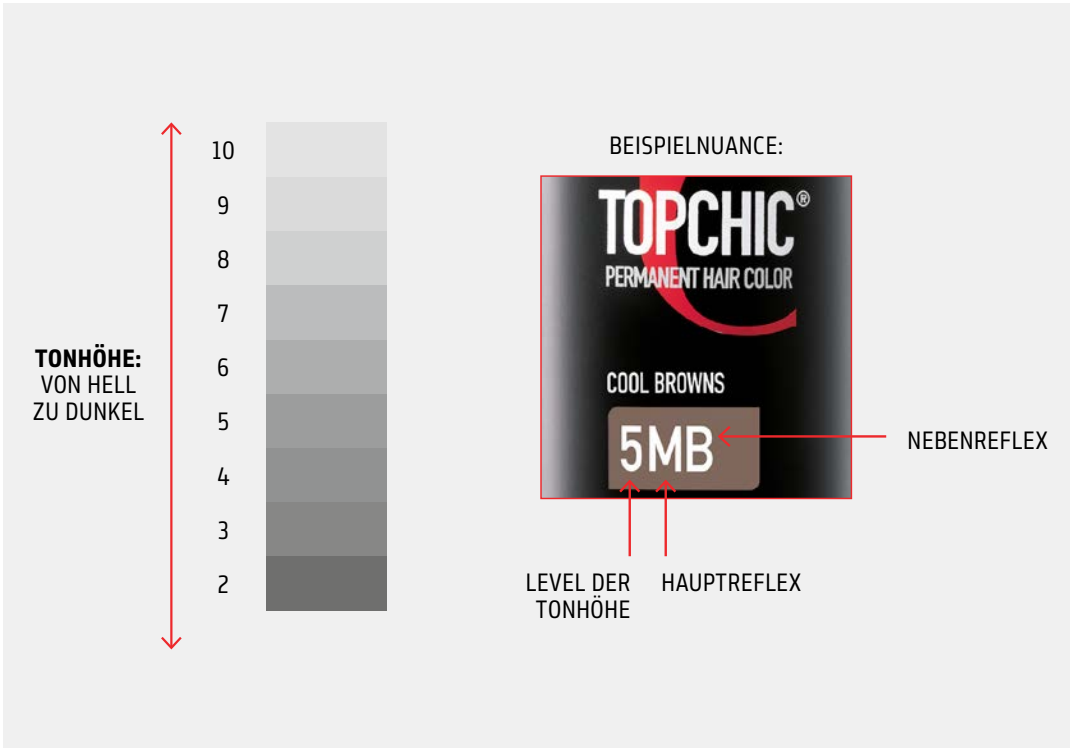 10
9
8
7
6
5
4
3
2
TONHÖHE:
VON HELL
ZU DUNKEL
BEISPIELNUANCE:
TOPCHIC®
PERMANENT HAIR COLOR
COOL BROWNS
5MB
NEBENREFLEX
LEVEL DER
TONHÖHE
HAUPTREFLEX